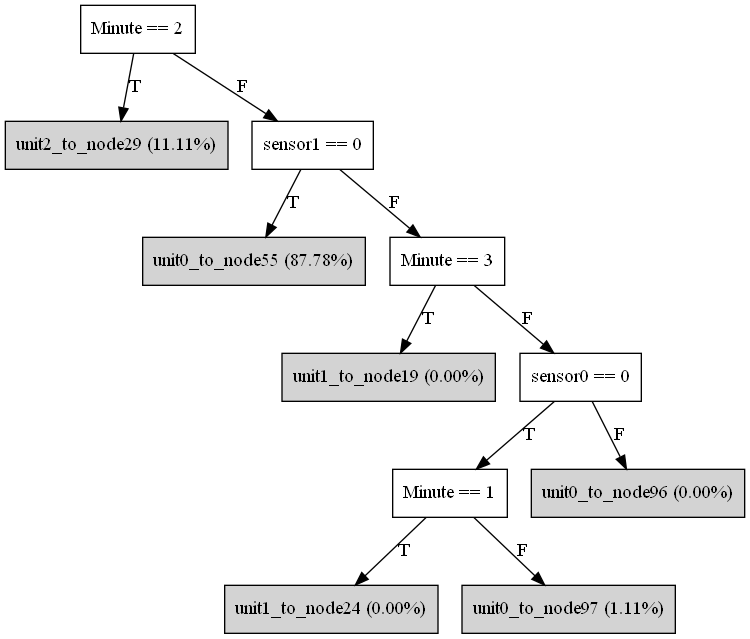 Minute == 2
T
F
unit2_to_node29 (11.11%)
sensor1 == 0
T
F
unit0_to_node55 (87.78%)
Minute == 3
T
F
unit1_to_node19 (0.00%)
sensor0 == 0
T
F
Minute == 1
unit0_to_node96 (0.00%)
T
F
unit1_to_node24 (0.00%)
unit0_to_node97 (1.11%)